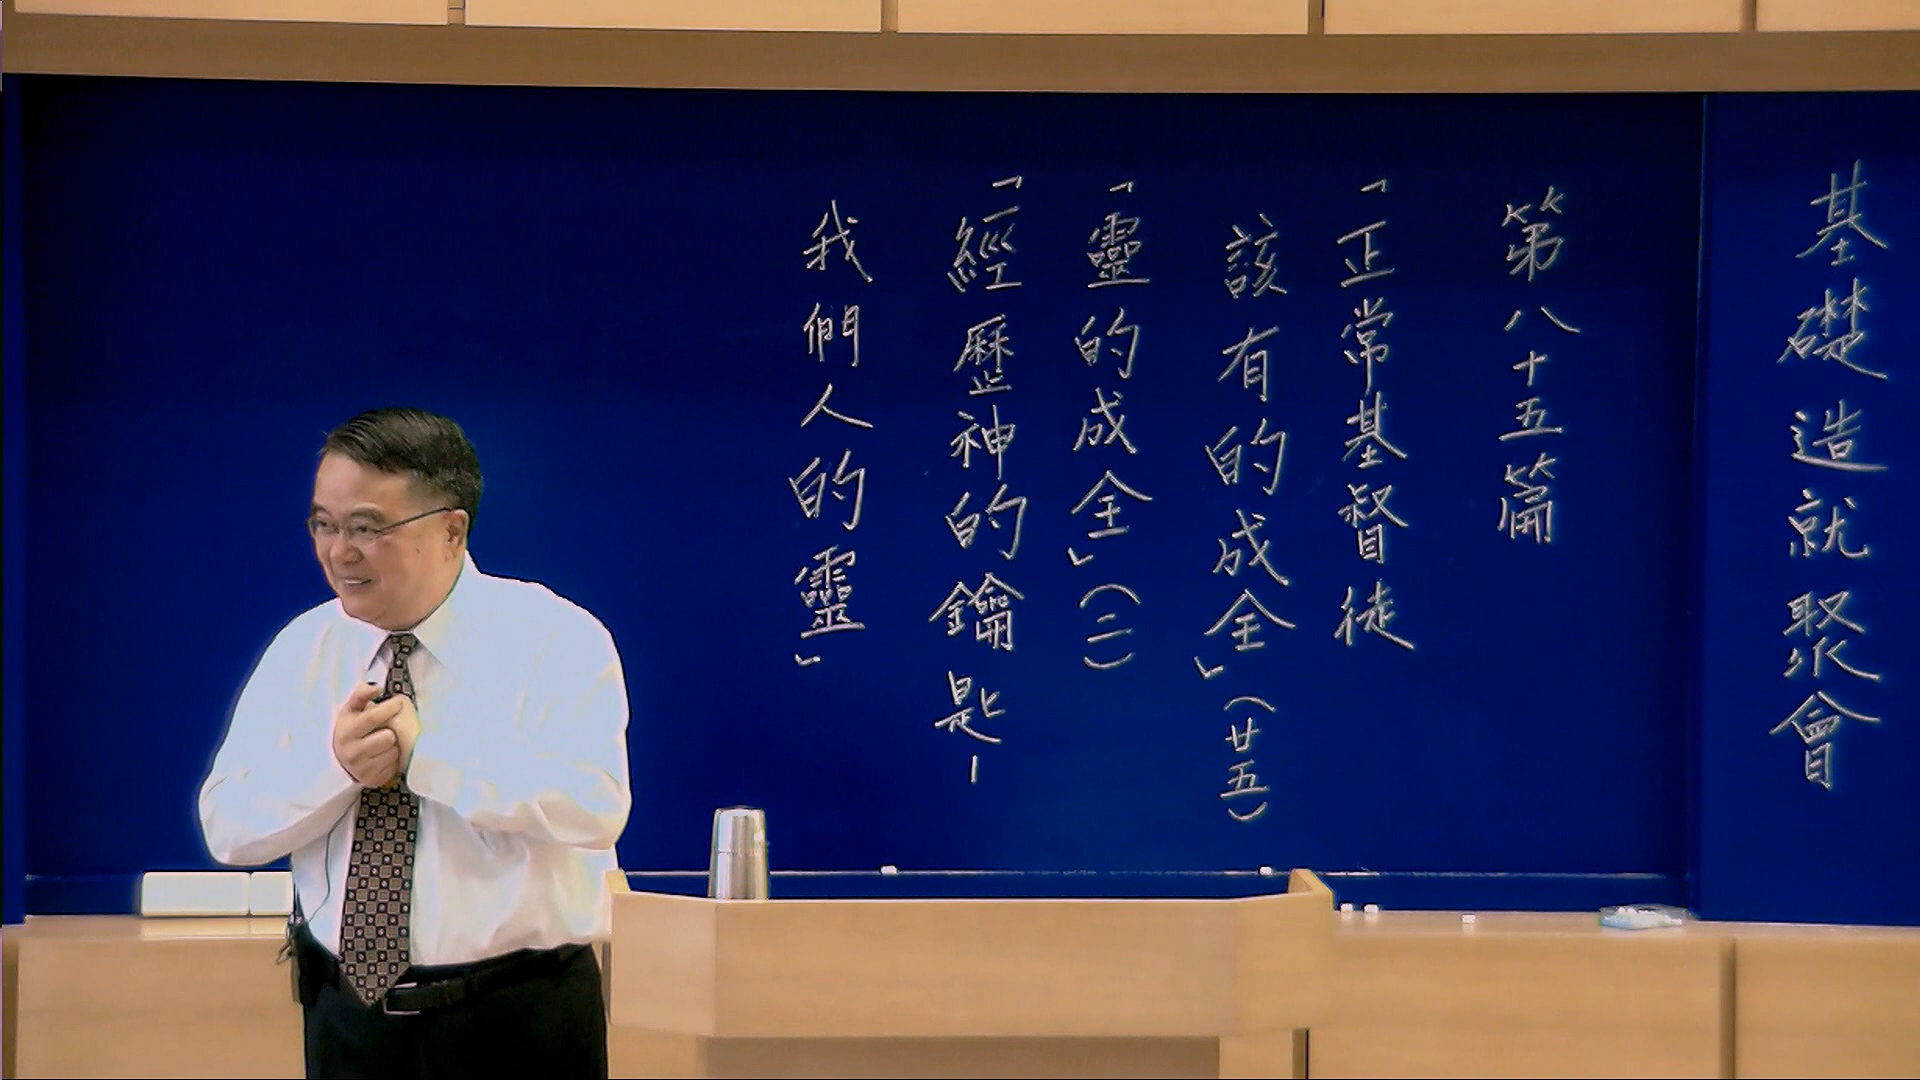 基礎造就聚會
第八十五篇
「正常基督徒
該有的成全」(廿五)
「靈的成全」(二)
「經歷神的鑰匙—
我們人的靈」